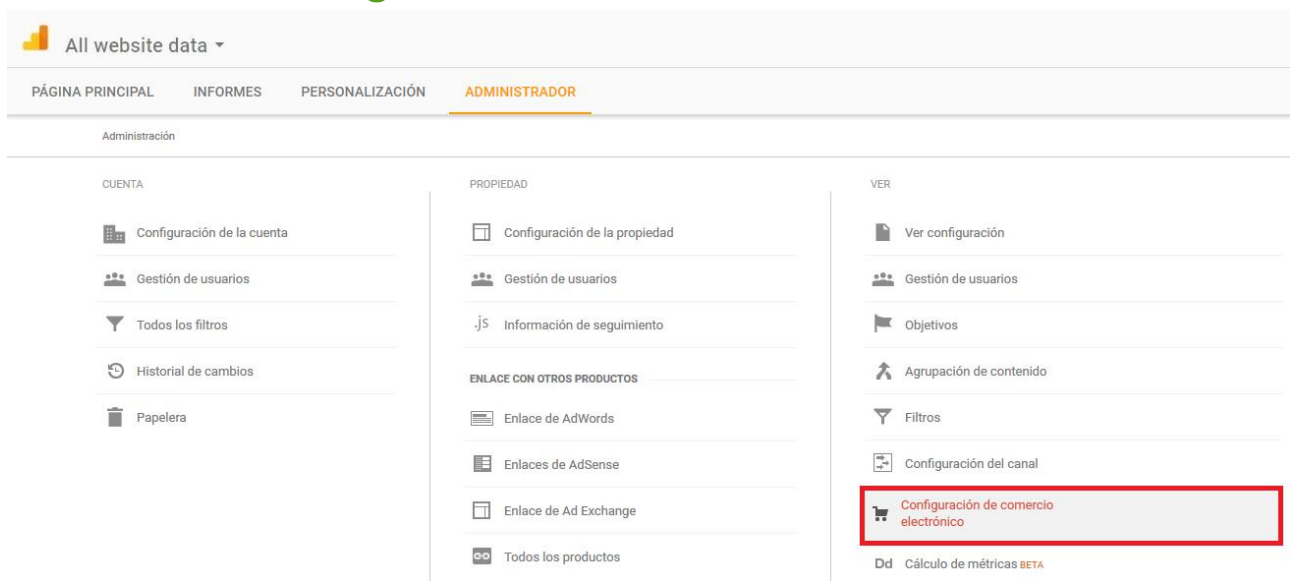 All website data
PÁGINA PRINCIPAL INFORMES PERSONALIZACIÓN ADMINISTRADOR
Administración
CUENTA
Configuración de la cuenta
Gestión de usuarios
Todos los filtros
Historial de cambios
Papelera
PROPIEDAD
Configuración de la propiedad
Gestión de usuarios
.js Información de seguimiento
ENLACE CON OTROS PRODUCTOS
Enlace de AdWords
Enlaces de AdSense
Enlace de Ad Exchange
Todos los productos
VER
Ver configuración
Gestión de usuarios
Objetivos
Agrupación de contenido
Filtros
Configuración del canal
Configuración de comercio
electrónico
Dd Cálculo de métricas BETA